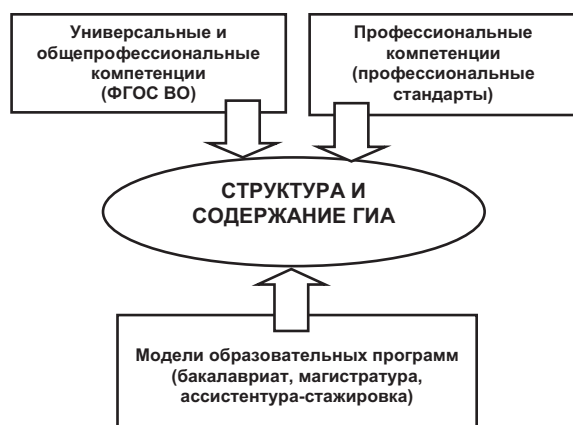 Универсальные и
общепрофессиональные
компетенции
(ФГОС ВО)
Профессиональные
компетенции
(профессиональные
стандарты)
СТРУКТУРА И
СОДЕРЖАНИЕ ГИА
Модели образовательных программ
(бакалавриат, магистратура,
ассистентура-стажировка)